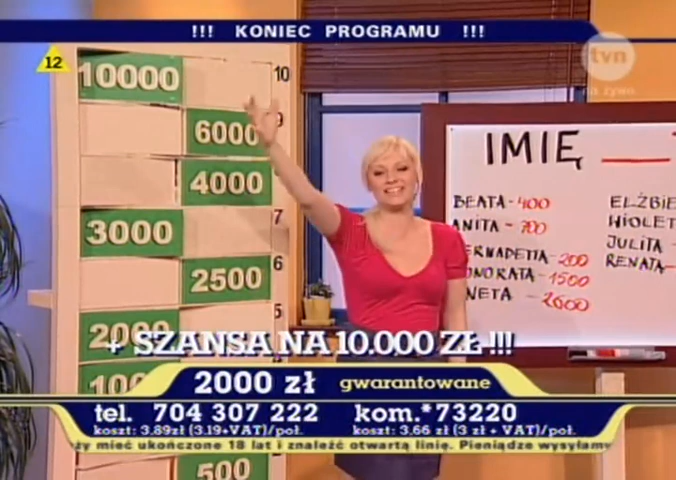 !!! KONIEC PROGRAMU !!!
12
tvn
na żywo
10000
10
6000
9
4000
3000
7
2500
6
5
2000
IMIĘ
BEATA - 400
ANITA - 700
BERNADETTA - 200
HONORATA - 1500
ANETA - 2600
ELŻBIE
WIOLET
JULITA -
RENATA -
+ SZANSA NA 10.000 ZŁ !!!
2000 zł gwarantowane
100
tel. 704 307 222
koszt: 3.89zł (3.19+VAT)/poł.
kom.*73220
koszt: 3.66 zł (3 zł + VAT)/poł.
ży mieć ukończone 18 lat i znaleźć otwartą linię. Pieniądze wysyłamy
500